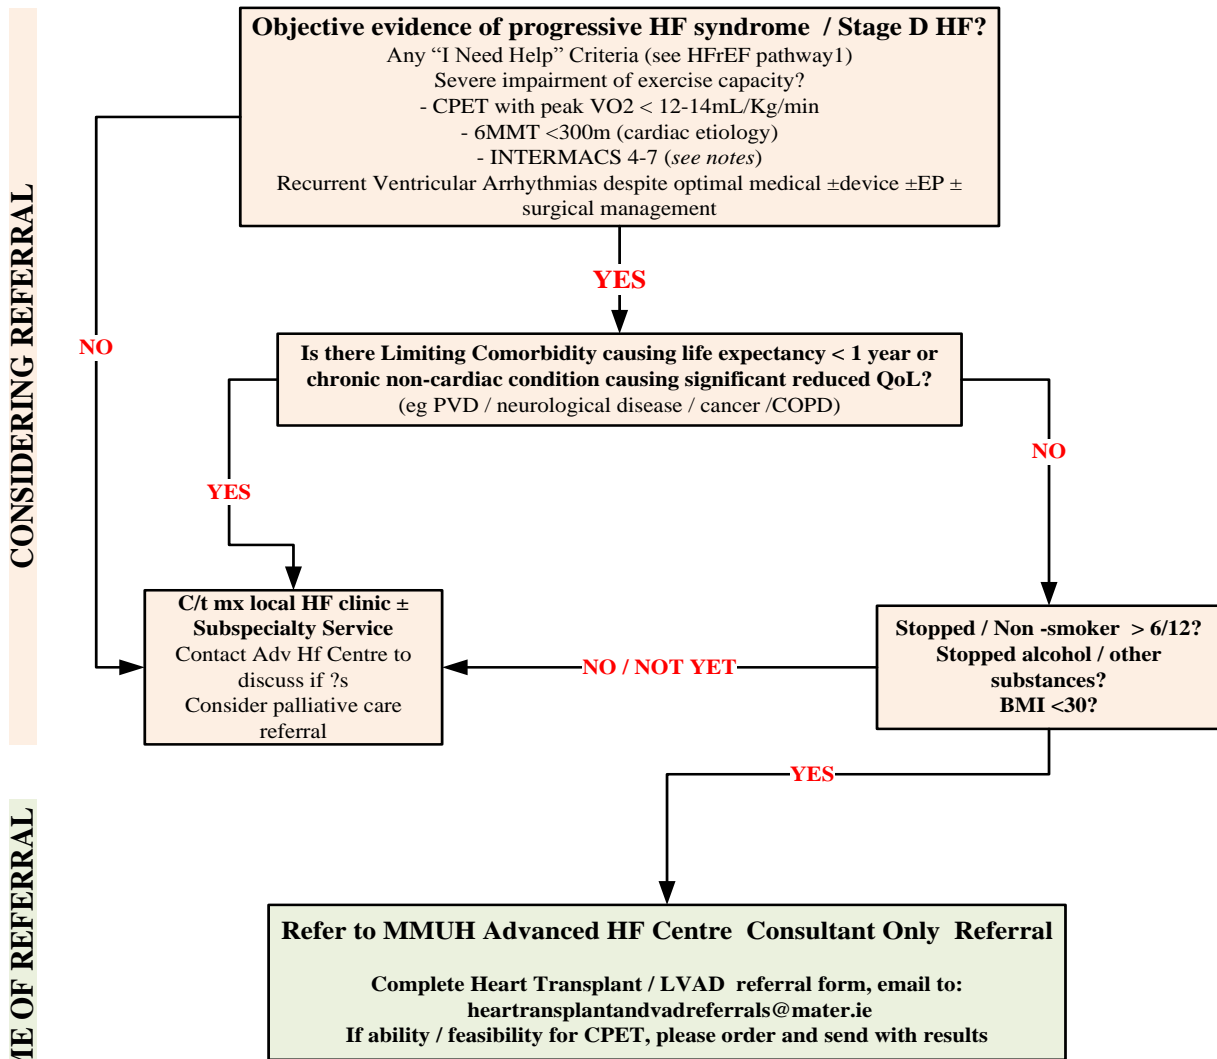 Objective evidence of progressive HF syndrome / Stage D HF?
Any “I Need Help” Criteria (see HFrEF pathway1)
Severe impairment of exercise capacity?
- CPET with peak VO2 < 12-14mL/Kg/min
- 6MMT <300m (cardiac etiology)
- INTERMACS 4-7 (see notes)
Recurrent Ventricular Arrhythmias despite optimal medical ±device ±EP ±
surgical management
CONSIDERING REFERRAL
YES
NO
Is there Limiting Comorbidity causing life expectancy < 1 year or
chronic non-cardiac condition causing significant reduced QoL?
(eg PVD / neurological disease / cancer /COPD)
YES
NO
C/t mx local HF clinic ±
Subspecialty Service
Contact Adv Hf Centre to
discuss if ?s
Consider palliative care
referral
NO / NOT YET
Stopped / Non -smoker > 6/12?
Stopped alcohol / other
substances?
BMI <30?
YES
ME OF REFERRAL
Refer to MMUH Advanced HF Centre Consultant Only Referral
Complete Heart Transplant / LVAD referral form, email to:
heartransplantandvadreferrals@mater.ie
If ability / feasibility for CPET, please order and send with results